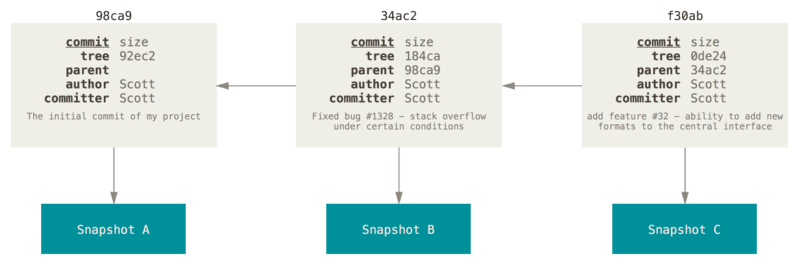 98ca9
commit size
tree 92ec2
parent
author Scott
committer Scott
The initial commit of my project
Snapshot A
34ac2
commit size
tree 184ca
parent 98ca9
author Scott
committer Scott
Fixed bug #1328 – stack overflow
under certain conditions
Snapshot B
f30ab
commit size
tree 0de24
parent 34ac2
author Scott
committer Scott
add feature #32 – ability to add new
formats to the central interface
Snapshot C